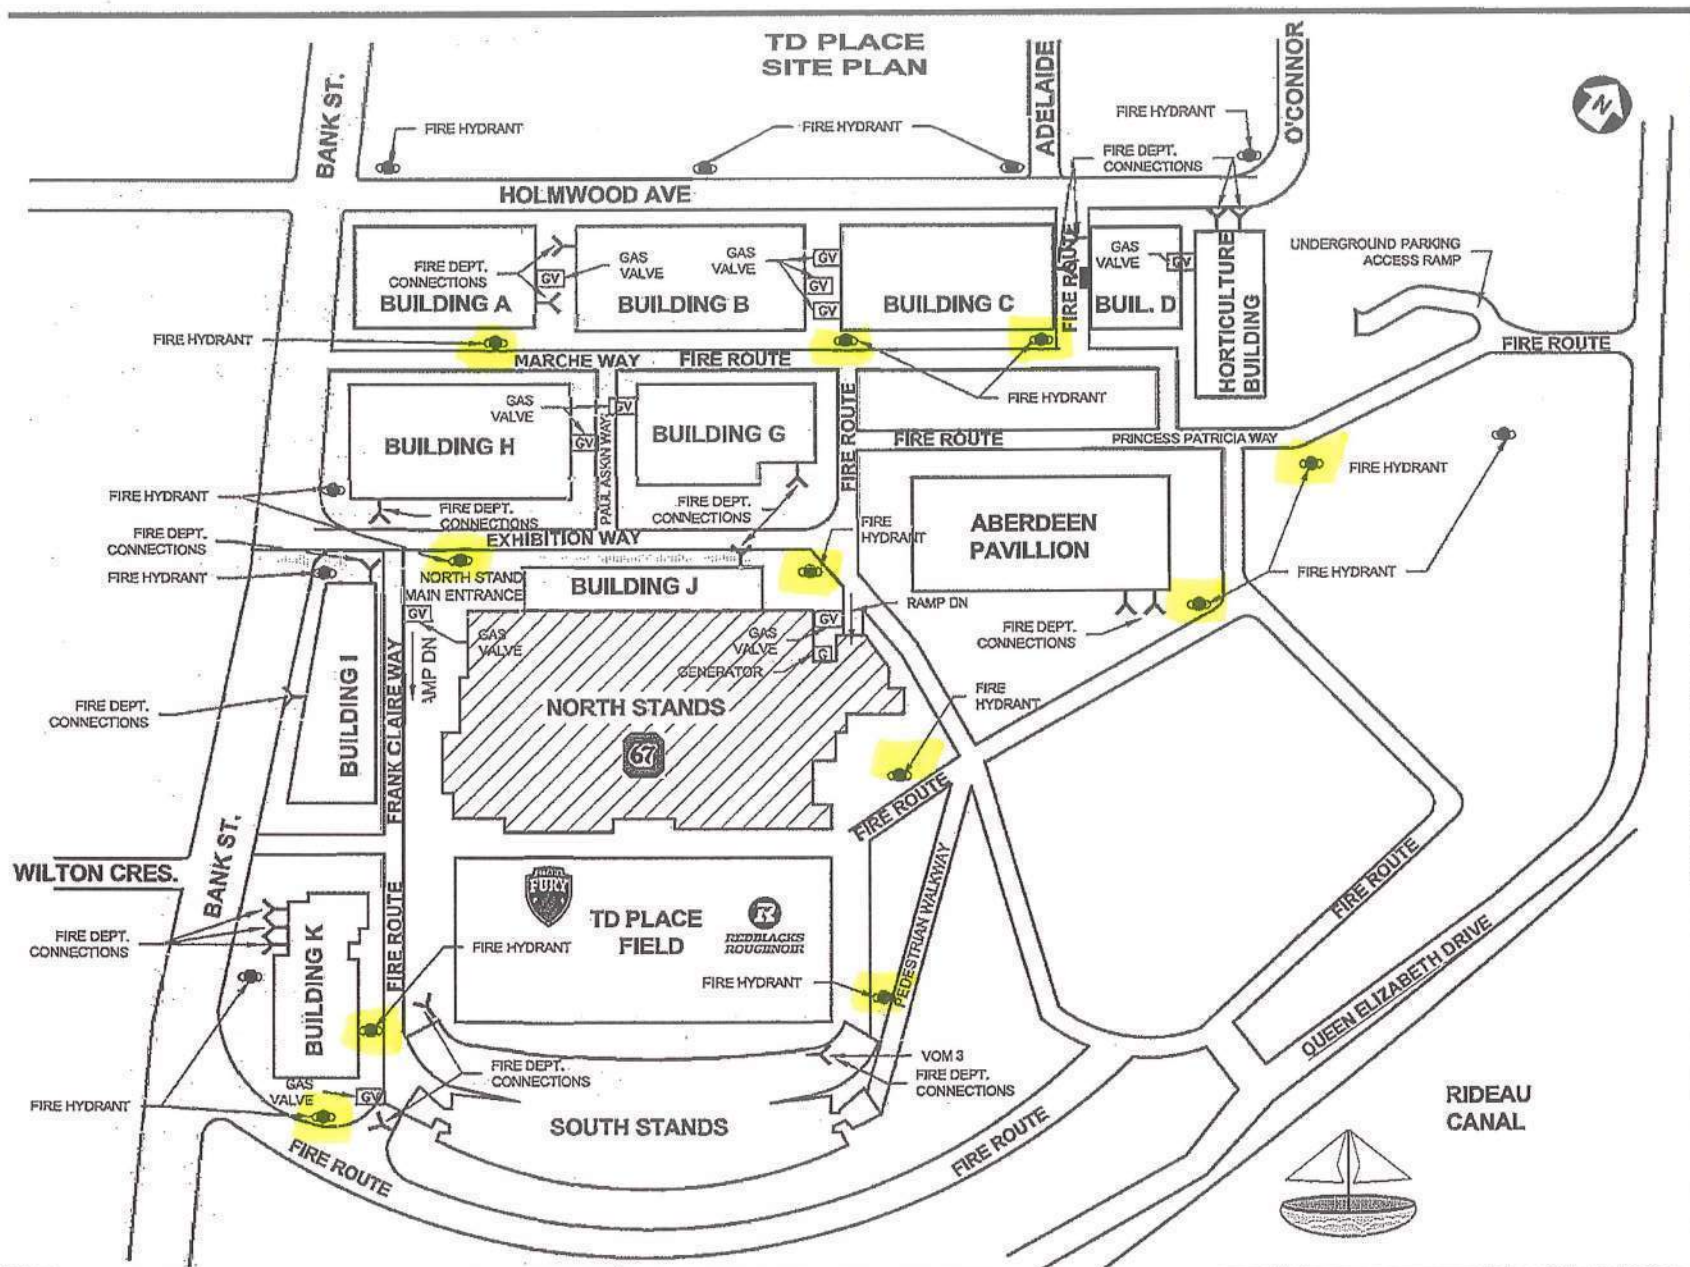 TD PLACE
SITE PLAN
BANK ST.
ADELAIDE
O'CONNOR
N
FIRE HYDRANT
FIRE HYDRANT
FIRE HYDRANT
FIRE DEPT.
CONNECTIONS
HOLMWOOD AVE
FIRE DEPT.
CONNECTIONS
BUILDING A
GV
GAS
VALVE
BUILDING B
GAS
VALVE
GV
GV
GV
BUILDING C
FIRE ROUTE
GAS
VALVE
GV
BUIL. D
HORTICULTURE
BUILDING
UNDERGROUND PARKING
ACCESS RAMP
FIRE HYDRANT
MARCHE WAY
FIRE ROUTE
FIRE HYDRANT
FIRE ROUTE
GAS
VALVE
GV
GV
BUILDING H
PAUL ASKIN WAY
BUILDING G
FIRE ROUTE
FIRE ROUTE
PRINCESS PATRICIA WAY
FIRE HYDRANT
FIRE HYDRANT
FIRE DEPT.
CONNECTIONS
FIRE DEPT.
CONNECTIONS
FIRE DEPT.
CONNECTIONS
EXHIBITION WAY
FIRE
HYDRANT
ABERDEEN
PAVILLION
FIRE HYDRANT
NORTH STAND
MAIN ENTRANCE
BUILDING J
FIRE HYDRANT
RAMP DN
GV
GAS
VALVE
AMP DN
GV
GAS
VALVE
G
GENERATOR
FIRE DEPT.
CONNECTIONS
BUILDING I
FRANK CLAIRE WAY
FIRE DEPT.
CONNECTIONS
NORTH STANDS
67
FIRE
HYDRANT
FIRE ROUTE
WILTON CRES.
BANK ST.
FIRE DEPT.
CONNECTIONS
BUILDING K
FIRE ROUTE
FIRE HYDRANT
FURY
TD PLACE
FIELD
R
REDBLACKS
ROUGENOIR
FIRE HYDRANT
PEDESTRIAN WALKWAY
FIRE ROUTE
QUEEN ELIZABETH DRIVE
FIRE HYDRANT
GAS
VALVE
GV
FIRE DEPT.
CONNECTIONS
VOM 3
FIRE DEPT.
CONNECTIONS
SOUTH STANDS
FIRE ROUTE
FIRE ROUTE
RIDEAU
CANAL